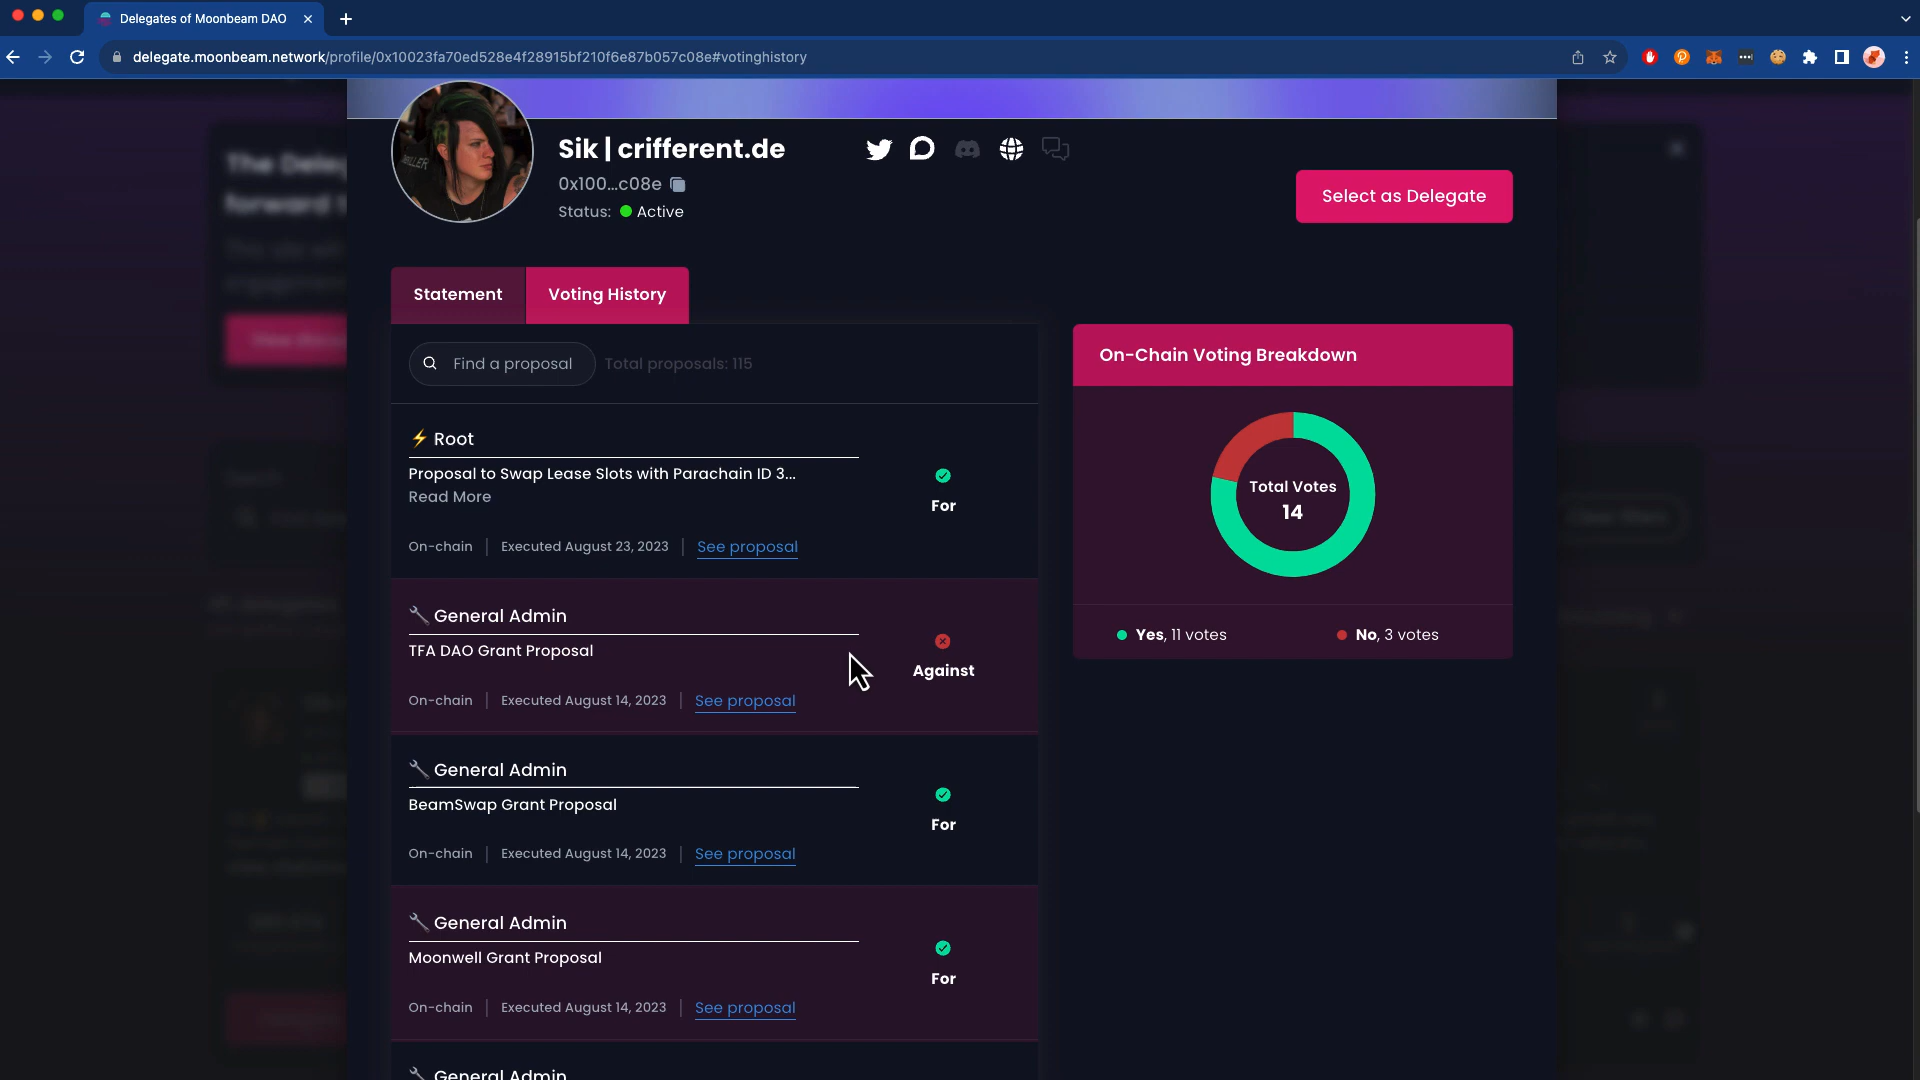 Delegates of Moonbeam DAO
delegate.moonbeam.network/profile/0x10023fa70ed528e4f28915bf210f6e87b057c08e#votinghistory
Sik | crifferent.de
0x100...c08e
Status: Active
Select as Delegate
Statement
Voting History
Find a proposal
Total proposals: 115
On-Chain Voting Breakdown
Total Votes
14
Yes, 11 votes
No, 3 votes
⚡ Root
Proposal to Swap Lease Slots with Parachain ID 3...
Read More
For
On-chain
Executed August 23, 2023
See proposal
General Admin
TFA DAO Grant Proposal
Against
On-chain
Executed August 14, 2023
See proposal
General Admin
BeamSwap Grant Proposal
For
On-chain
Executed August 14, 2023
See proposal
General Admin
Moonwell Grant Proposal
For
On-chain
Executed August 14, 2023
See proposal
General Admin